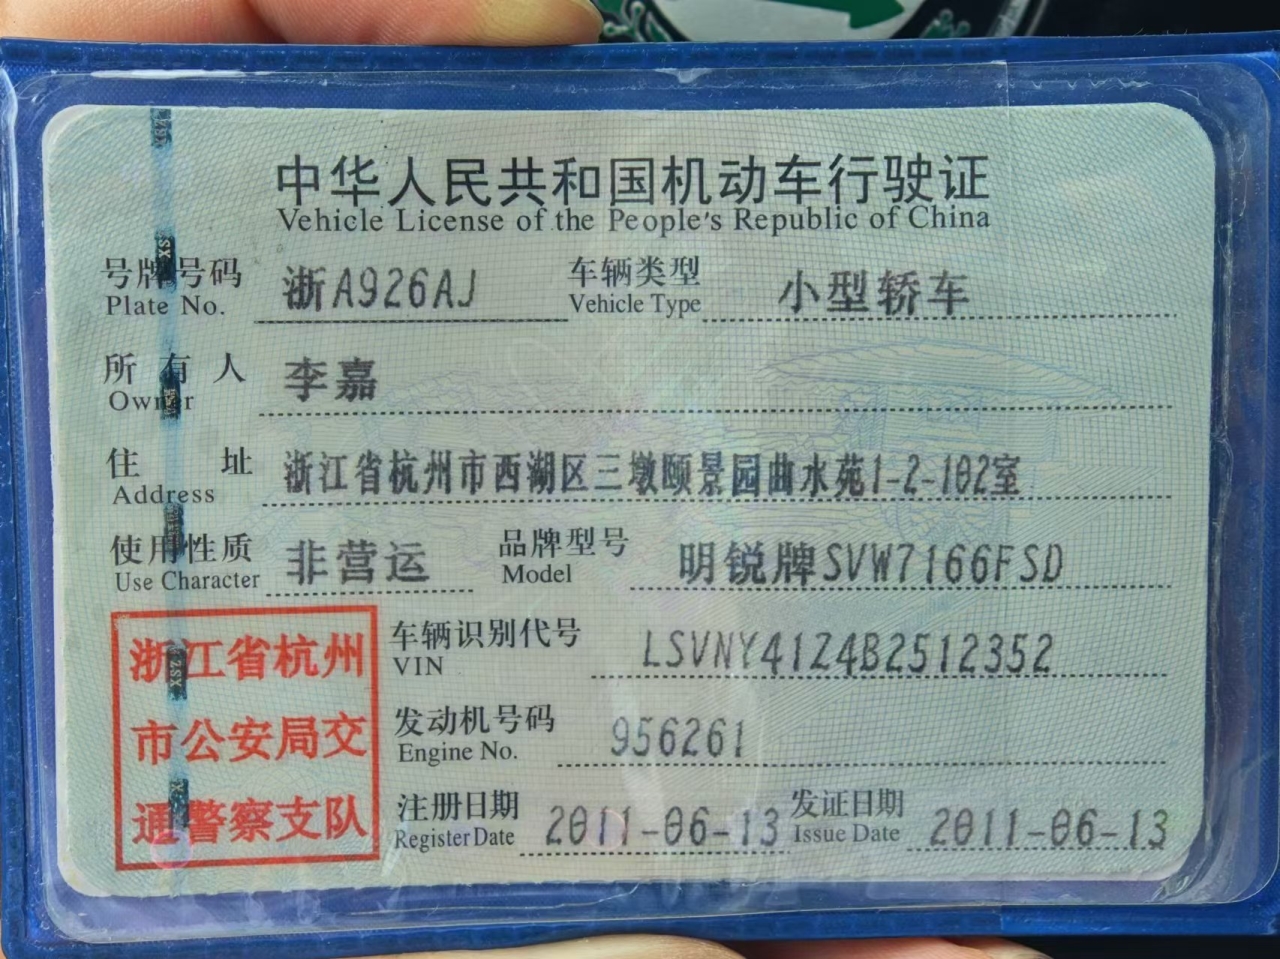 中华人民共和国机动车行驶证
Vehicle License of the People's Republic of China
号牌号码 浙A926AJ 车辆类型 小型轿车
Plate No. Vehicle Type
所有人 李嘉
Owner
住址 浙江省杭州市西湖区三墩颐景园曲水苑1-2-102室
Address
使用性质 非营运 品牌型号 明锐牌SVW7166FSD
Use Character Model
浙江省杭州
市公安局交
通警察支队
车辆识别代号 LSVNY41Z4B2512352
VIN
发动机号码 956261
Engine No.
注册日期 2011-06-13 发证日期 2011-06-13
Register Date Issue Date